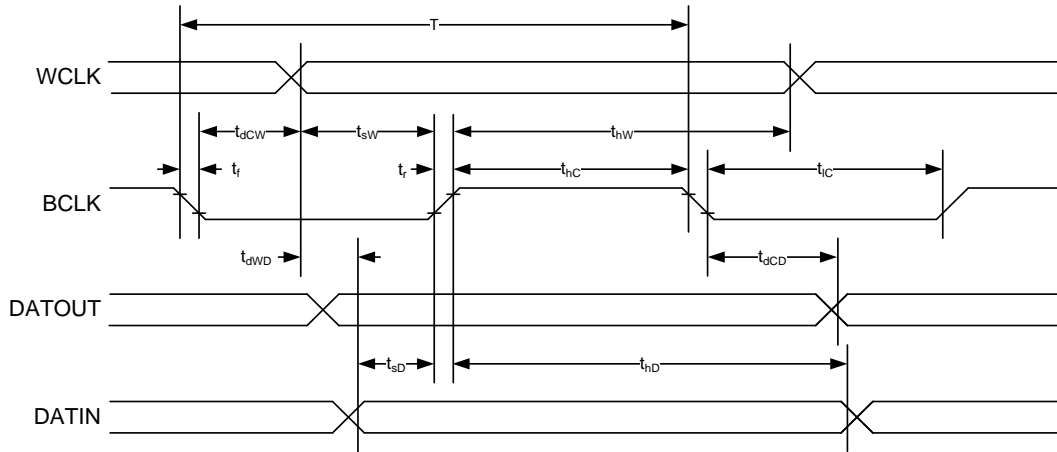 T
WCLK
tdCW
tsW
thW
tf
tr
thC
tlC
BCLK
tdWD
tdCD
DATOUT
tsD
thD
DATIN